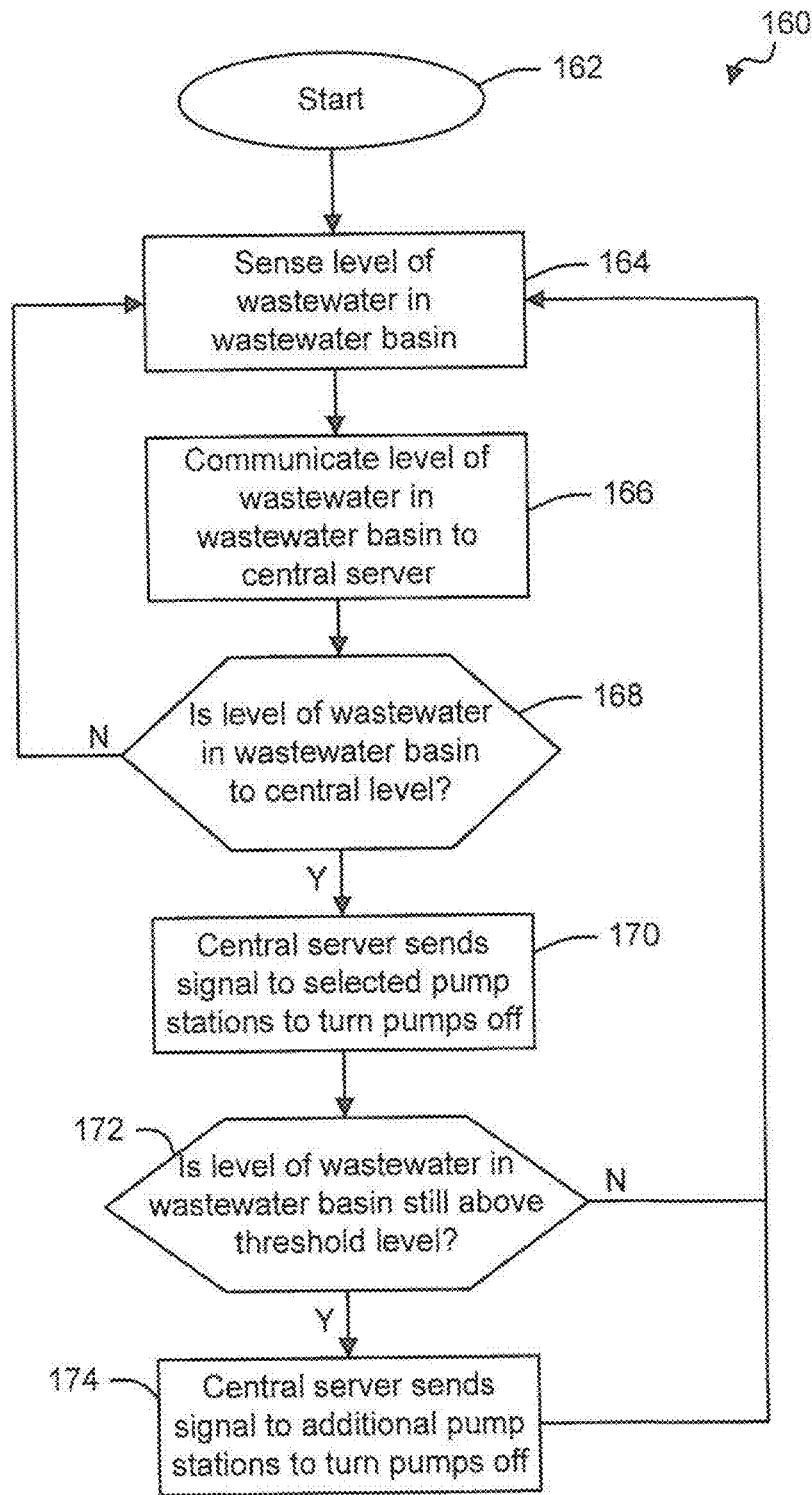 160
Start
162
Sense level of
wastewater in
wastewater basin
164
Communicate level of
wastewater in
wastewater basin to
central server
166
Is level of wastewater
in wastewater basin
to central level?
168
N
Y
Central server sends
signal to selected pump
stations to turn pumps off
170
172
Is level of wastewater in
wastewater basin still above
threshold level?
N
Y
174
Central server sends
signal to additional pump
stations to turn pumps off